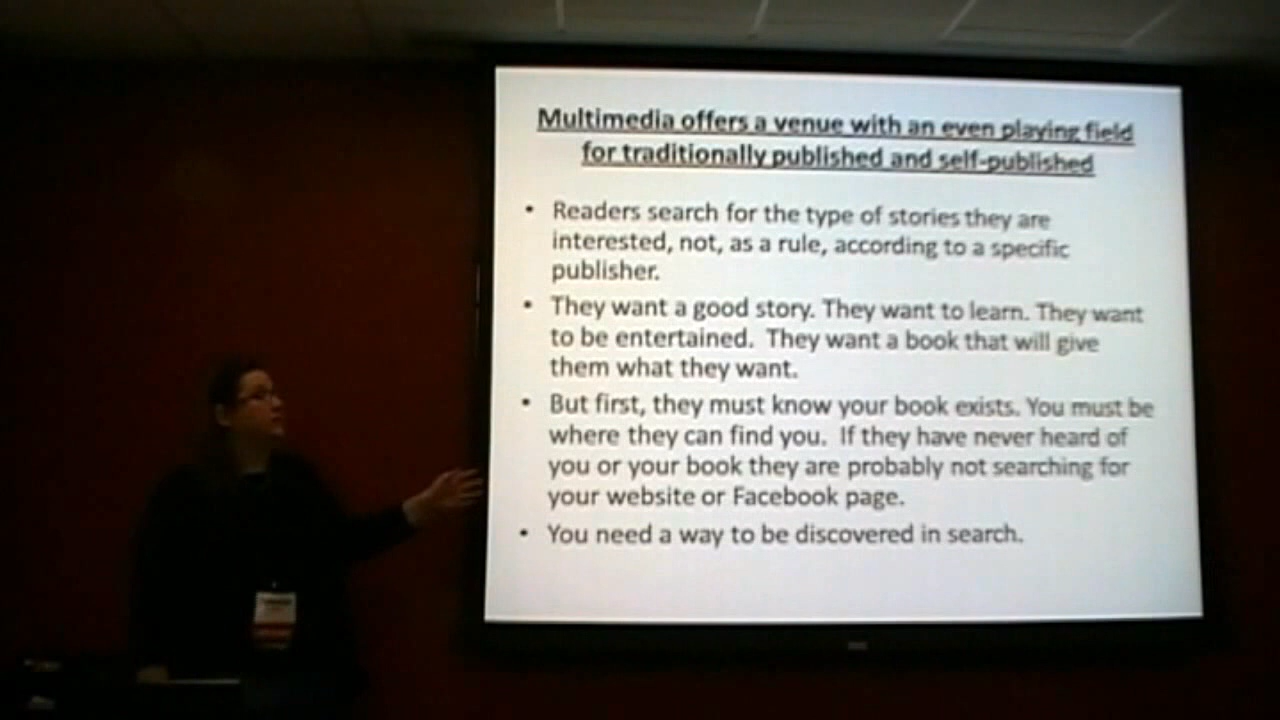 Multimedia offers a venue with an even playing field
for traditionally published and self-published
• Readers search for the type of stories they are
interested, not, as a rule, according to a specific
publisher.
• They want a good story. They want to learn. They want
to be entertained. They want a book that will give
them what they want.
• But first, they must know your book exists. You must be
where they can find you. If they have never heard of
you or your book they are probably not searching for
your website or Facebook page.
• You need a way to be discovered in search.